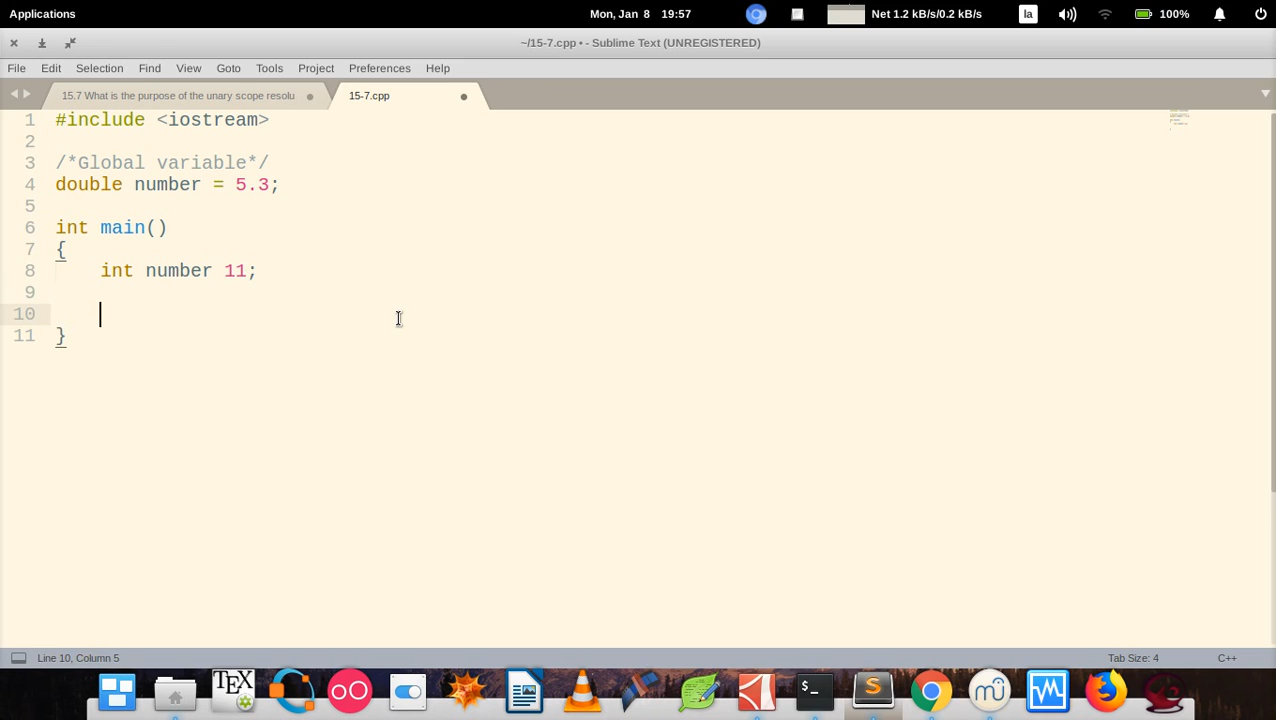 Applications Mon, Jan 8 19:57 Net 1.2 kB/s/0.2 kB/s la 100%
~/15-7.cpp • - Sublime Text (UNREGISTERED)
File Edit Selection Find View Goto Tools Project Preferences Help
15.7 What is the purpose of the unary scope resolu 15-7.cpp
1 #include <iostream>
2
3 /*Global variable*/
4 double number = 5.3;
5
6 int main()
7 {
8 int number 11;
9
10
11 }
Line 10, Column 5 Tab Size: 4 C++
TEX >_ S mü